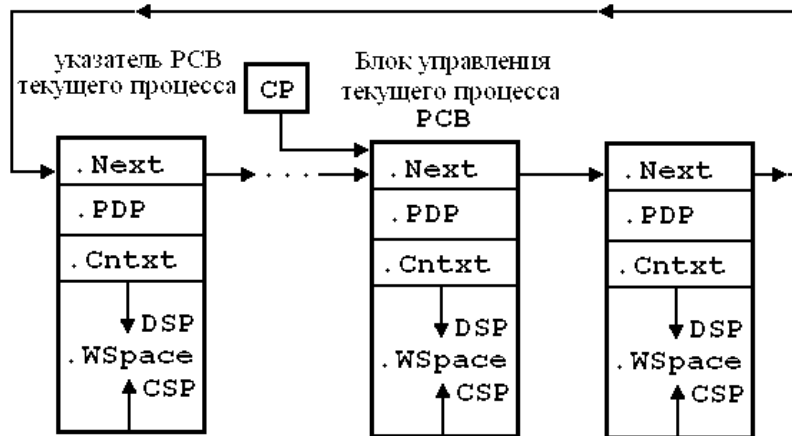 указатель PCB
текущего процесса
CP
Блок управления
текущего процесса
PCB
.Next
.PDP
.Cntxt
DSP
.WSpace
CSP
. . .
.Next
.PDP
.Cntxt
DSP
.WSpace
CSP
.Next
.PDP
.Cntxt
DSP
.WSpace
CSP